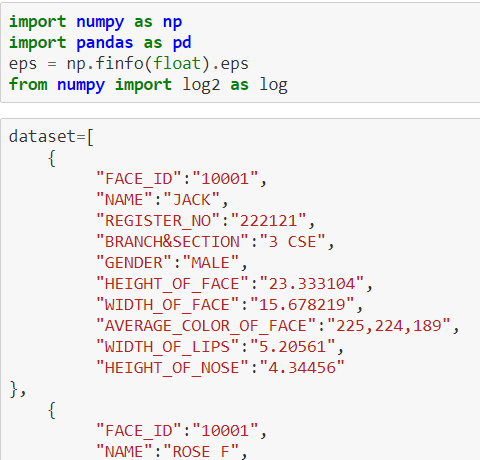 import numpy as np
import pandas as pd
eps = np.finfo(float).eps
from numpy import log2 as log
dataset=[
{
"FACE_ID":"10001",
"NAME":"JACK",
"REGISTER_NO":"222121",
"BRANCH&SECTION":"3 CSE",
"GENDER":"MALE",
"HEIGHT_OF_FACE":"23.333104",
"WIDTH_OF_FACE":"15.678219",
"AVERAGE_COLOR_OF_FACE":"225,224,189",
"WIDTH_OF_LIPS":"5.20561",
"HEIGHT_OF_NOSE":"4.34456"
},
{
"FACE_ID":"10001",
"NAME":"ROSE F",